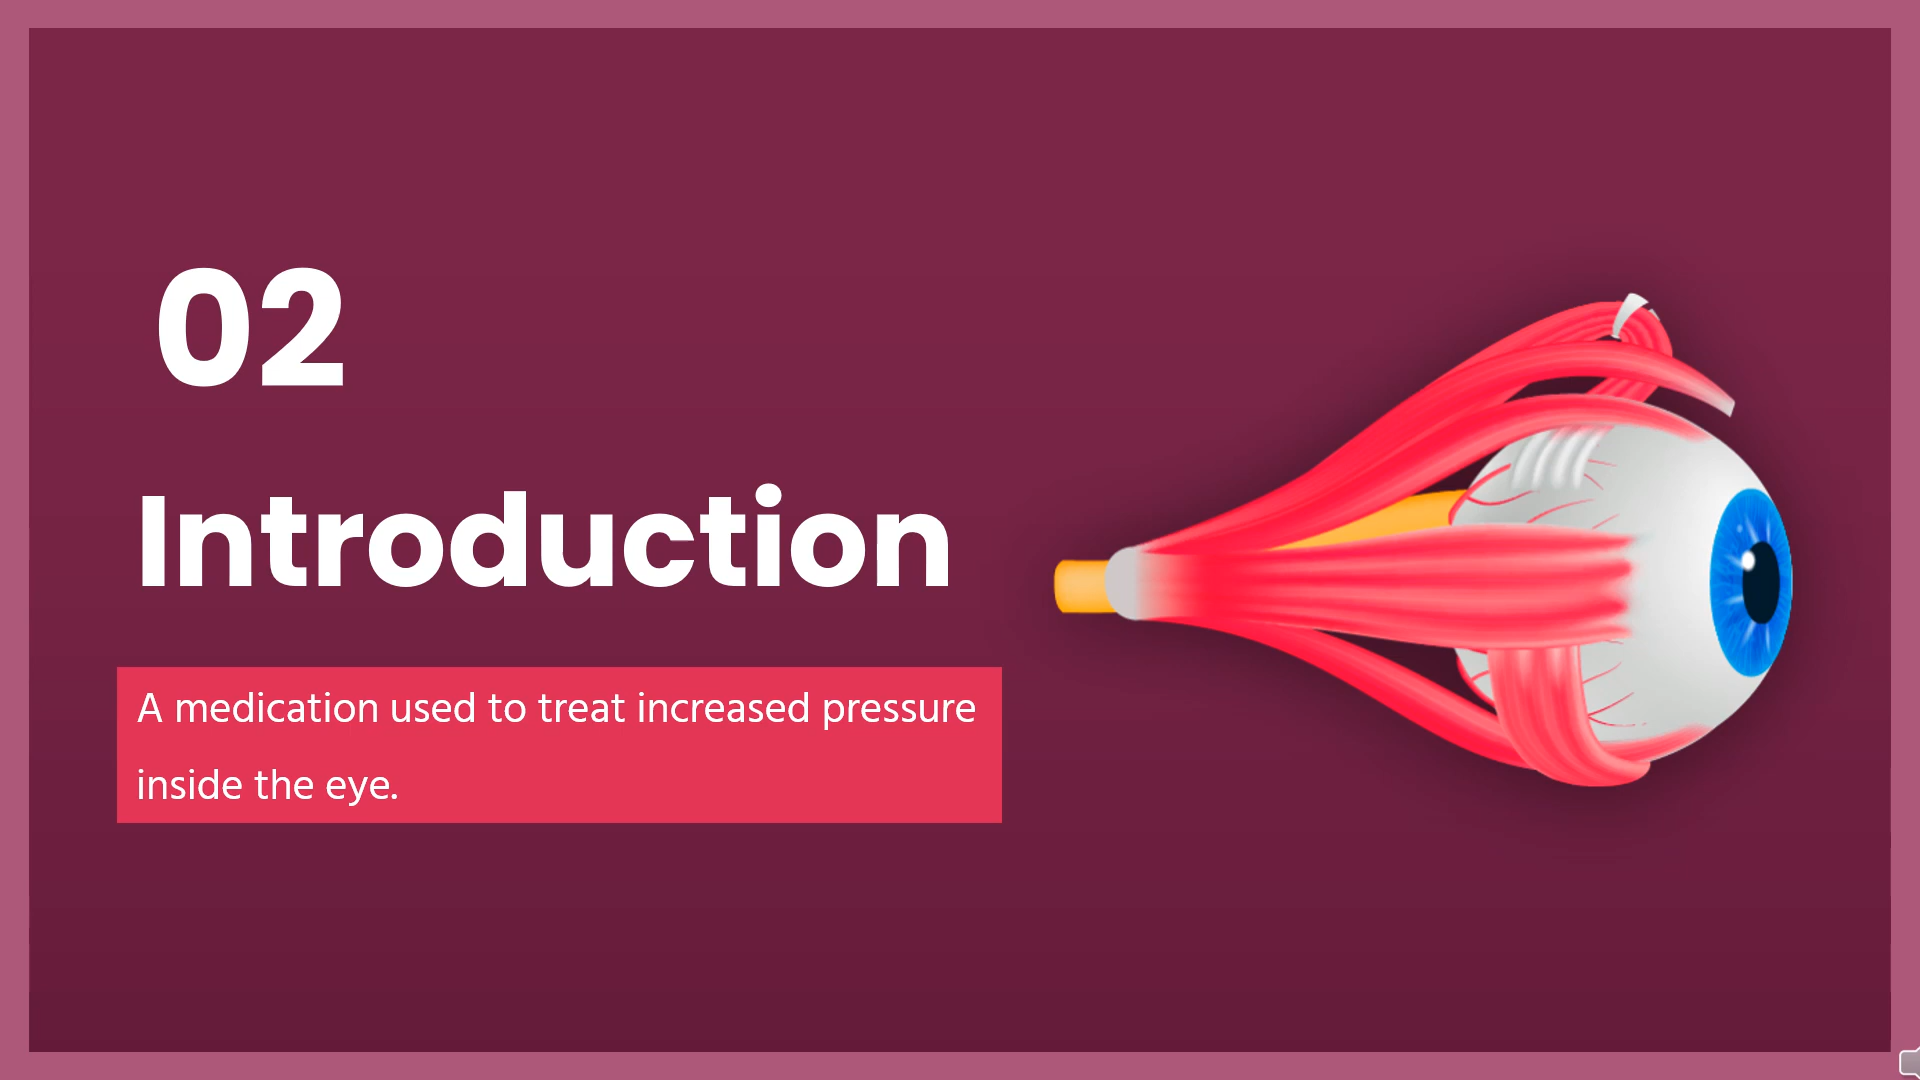 02
Introduction
A medication used to treat increased pressure
inside the eye.